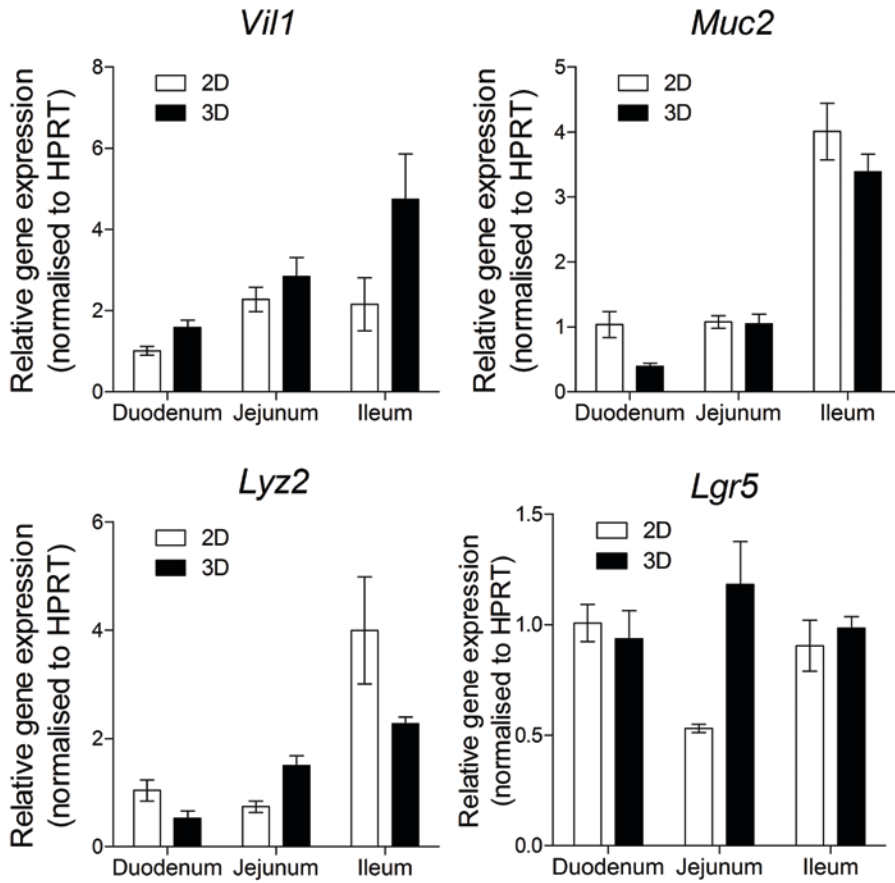 Vil1
Relative gene expression
(normalised to HPRT)
8
6
4
2
0
2D
3D
Duodenum Jejunum Ileum
Muc2
Relative gene expression
(normalised to HPRT)
5
4
3
2
1
0
2D
3D
Duodenum Jejunum Ileum
Lyz2
Relative gene expression
(normalised to HPRT)
6
4
2
0
2D
3D
Duodenum Jejunum Ileum
Lgr5
Relative gene expression
(normalised to HPRT)
1.5
1.0
0.5
0.0
2D
3D
Duodenum Jejunum Ileum